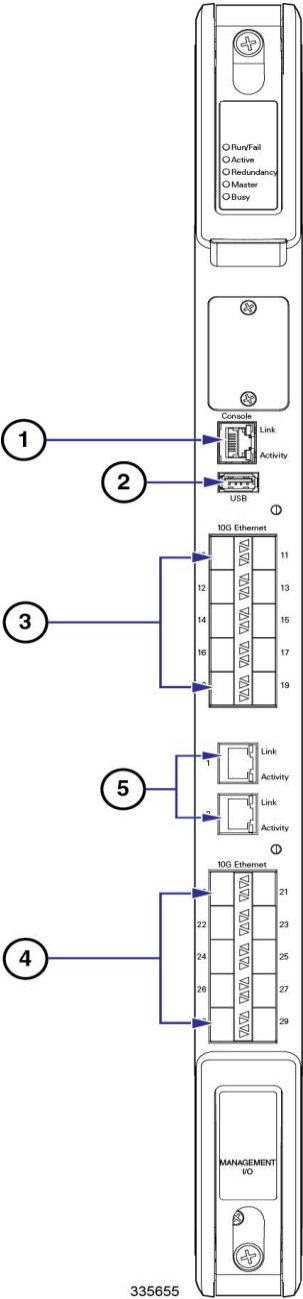 Run/Fail
Active
Redundancy
Master
Busy
Console
1
Link
Activity
2
USB
10G Ethernet
11
12
13
3
14
15
16
17
19
1
Link
5
Activity
Link
Activity
10G Ethernet
21
22
23
4
24
25
26
27
29
MANAGEMENT
I/O
335655